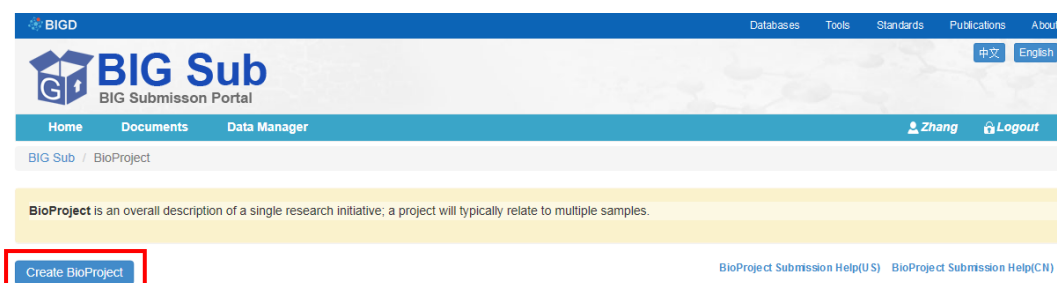 BIGD Databases Tools Standards Publications About
中文 English
G
BIG Sub
BIG Submisson Portal
Home Documents Data Manager Zhang Logout
BIG Sub / BioProject
BioProject is an overall description of a single research initiative; a project will typically relate to multiple samples.
Create BioProject BioProject Submission Help(US) BioProject Submission Help(CN)